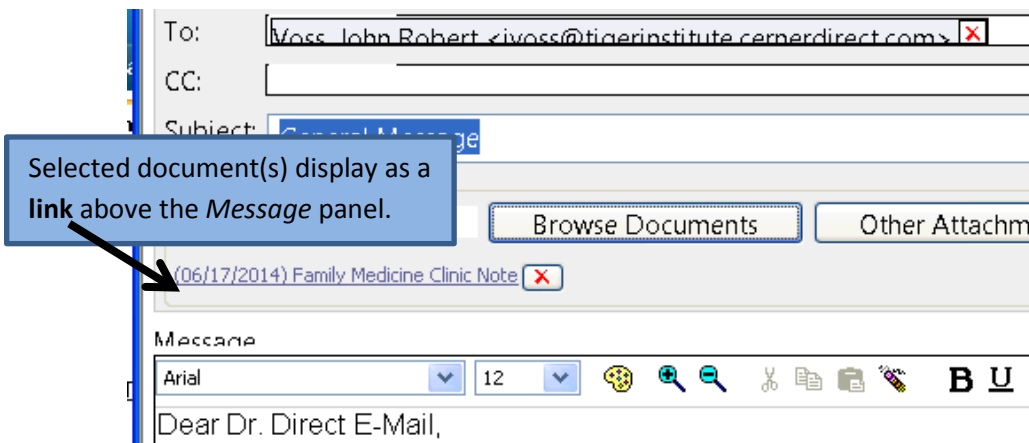 To: Voss, John Robert <jvoss@tigerinstitute.cernerdirect.com>
CC:
Subject: General Message
Selected document(s) display as a
link above the Message panel.
Browse Documents Other Attachm
(06/17/2014) Family Medicine Clinic Note
Message
Arial 12 B U
Dear Dr. Direct E-Mail,